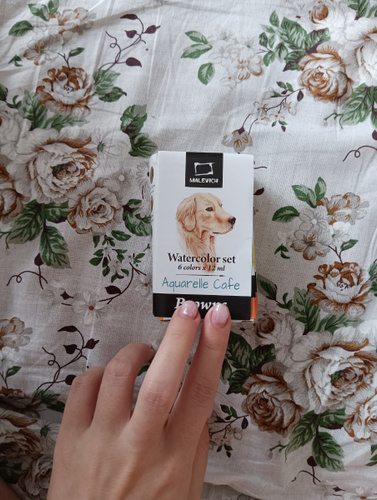 MALEVICH
Watercolor set
6 colors x 12 ml
Aquarelle Cafe
Browns